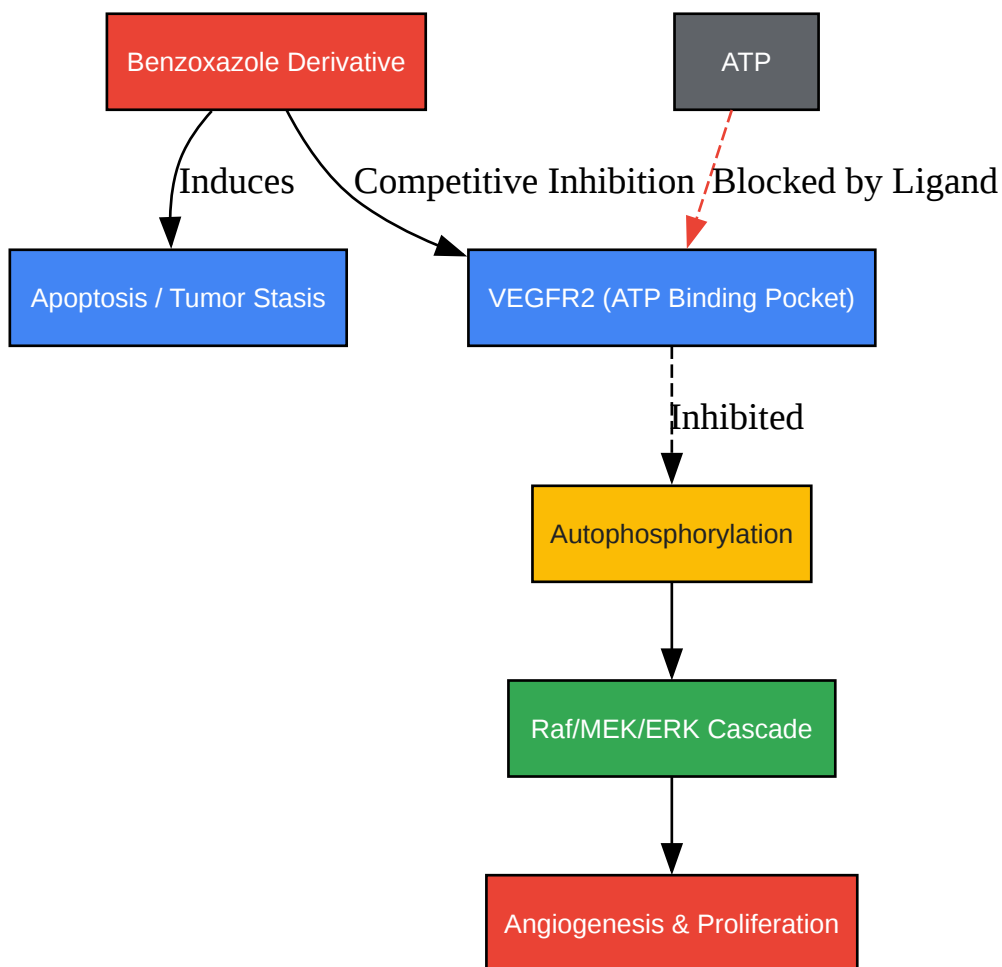 Benzoxazole Derivative
ATP
Induces
Competitive Inhibition
Blocked by Ligand
Apoptosis / Tumor Stasis
VEGFR2 (ATP Binding Pocket)
Inhibited
Autophosphorylation
Raf/MEK/ERK Cascade
Angiogenesis & Proliferation